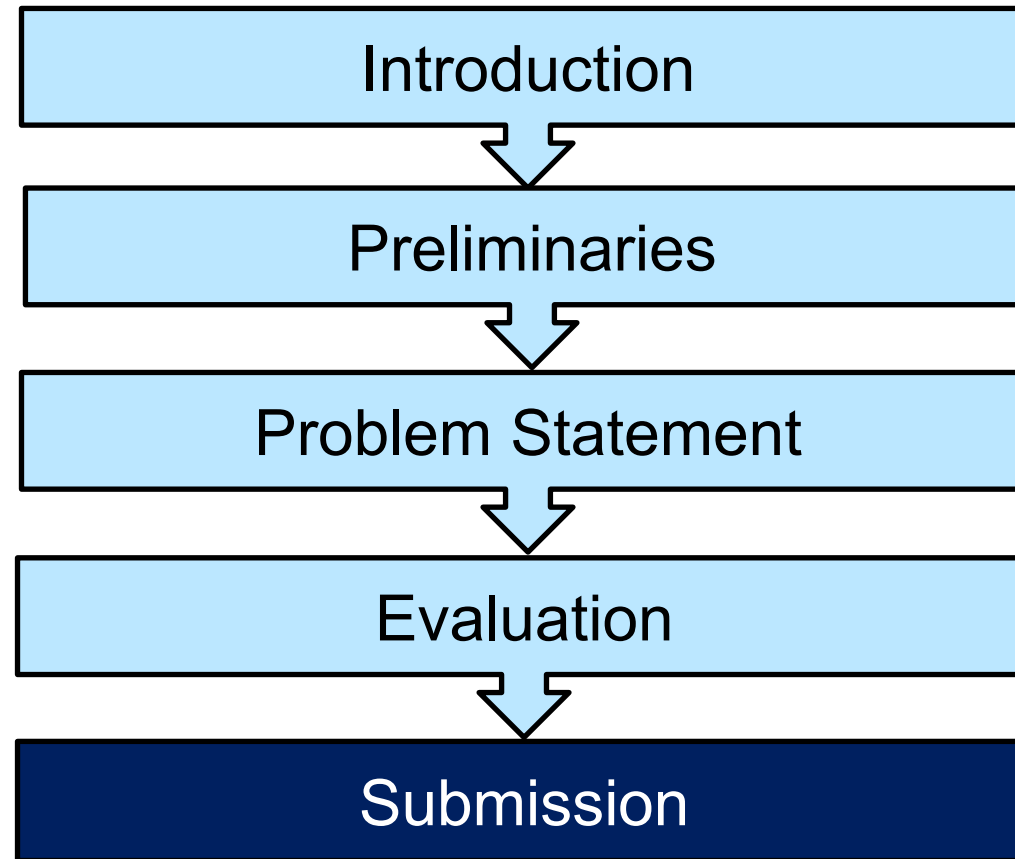 Introduction
Preliminaries
Problem Statement
Evaluation
Submission